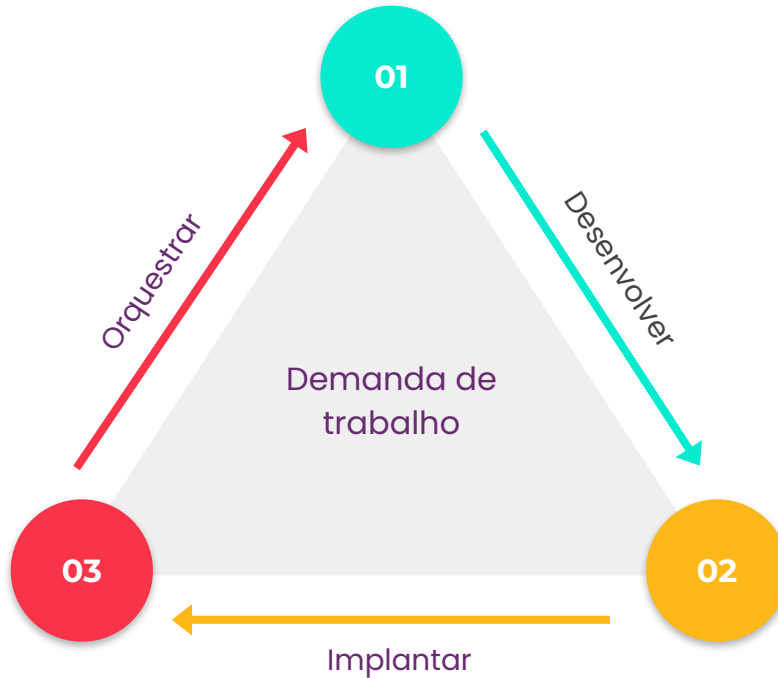 01
Orquestrar
Desenvolver
Demanda de
trabalho
03
02
Implantar